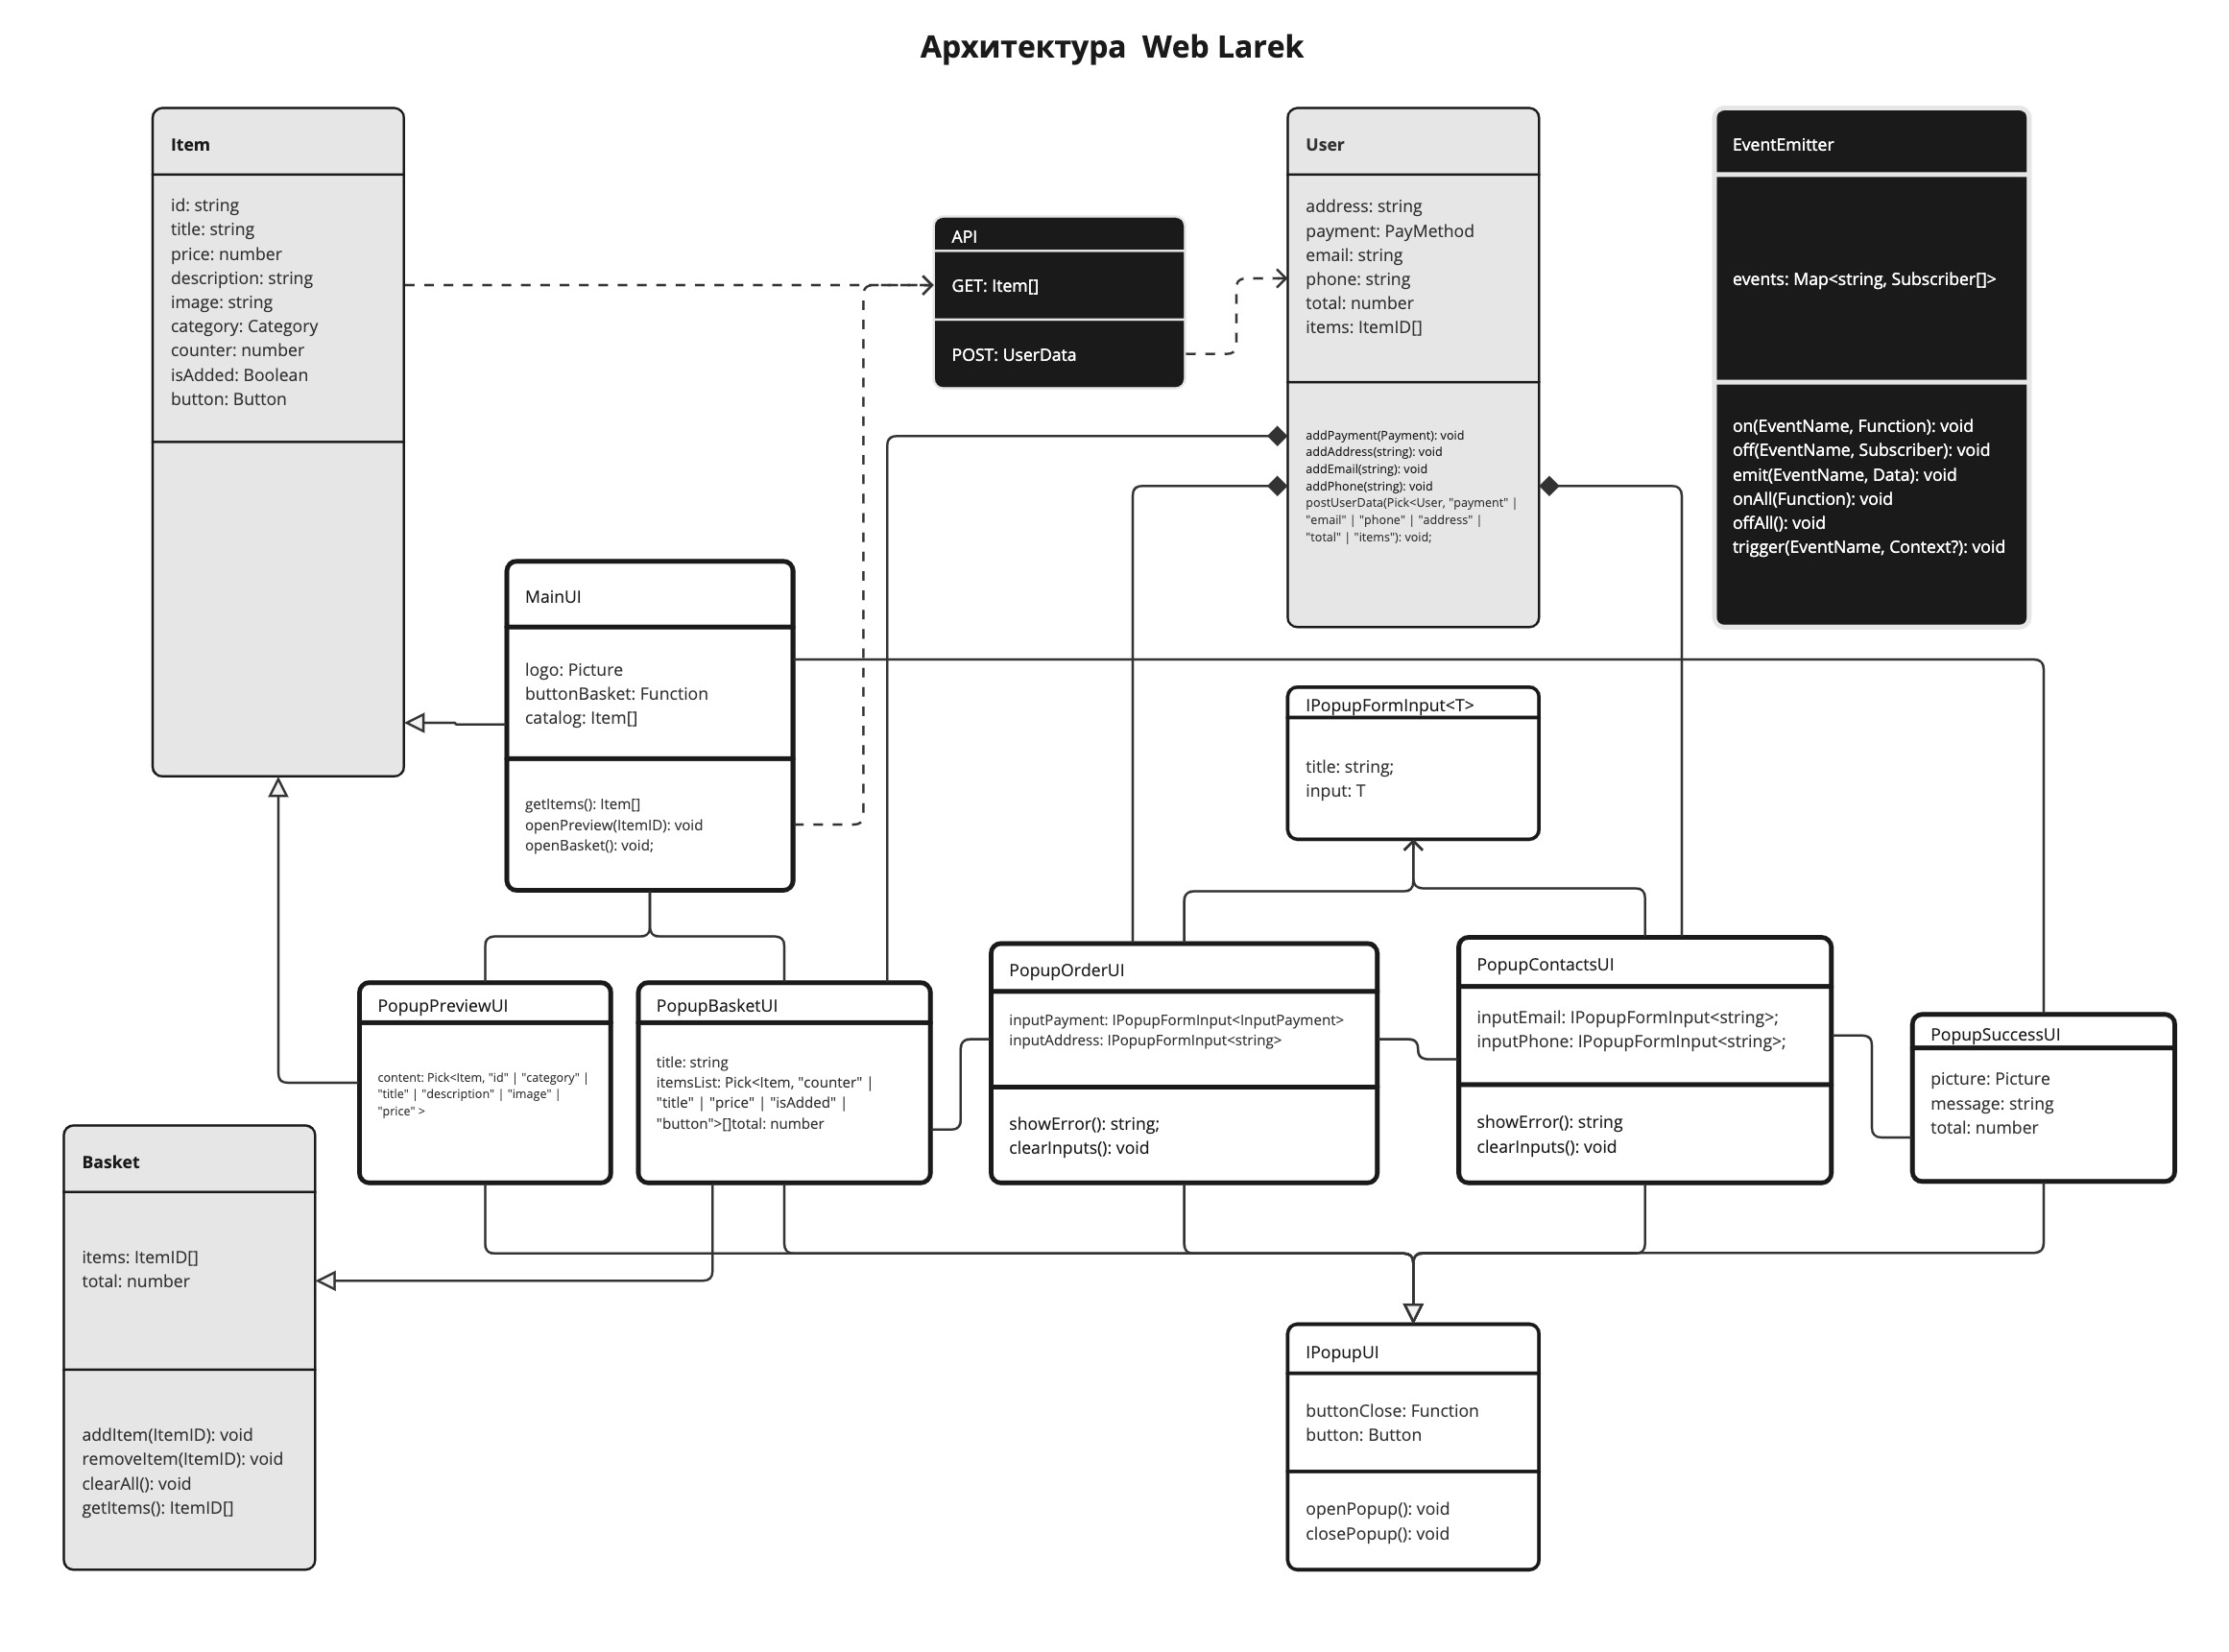 Архитектура Web Larek
Item
id: string
title: string
price: number
description: string
image: string
category: Category
counter: number
isAdded: Boolean
button: Button
API
GET: Item[]
POST: UserData
User
address: string
payment: PayMethod
email: string
phone: string
total: number
items: ItemID[]
addPayment(Payment): void
addAddress(string): void
addEmail(string): void
addPhone(string): void
postUserData(Pick<User, "payment" |
"email" | "phone" | "address" |
"total" | "items"): void;
EventEmitter
events: Map<string, Subscriber[]>
on(EventName, Function): void
off(EventName, Subscriber): void
emit(EventName, Data): void
onAll(Function): void
offAll(): void
trigger(EventName, Context?): void
MainUI
logo: Picture
buttonBasket: Function
catalog: Item[]
getItems(): Item[]
openPreview(ItemID): void
openBasket(): void;
IPopupFormInput<T>
title: string;
input: T
PopupPreviewUI
content: Pick<Item, "id" | "category" |
"title" | "description" | "image" |
"price" >
PopupBasketUI
title: string
itemsList: Pick<Item, "counter" |
"title" | "price" | "isAdded" |
"button">[]total: number
PopupOrderUI
inputPayment: IPopupFormInput<InputPayment>
inputAddress: IPopupFormInput<string>
showError(): string;
clearInputs(): void
PopupContactsUI
inputEmail: IPopupFormInput<string>;
inputPhone: IPopupFormInput<string>;
showError(): string
clearInputs(): void
PopupSuccessUI
picture: Picture
message: string
total: number
Basket
items: ItemID[]
total: number
addItem(ItemID): void
removeItem(ItemID): void
clearAll(): void
getItems(): ItemID[]
IPopupUI
buttonClose: Function
button: Button
openPopup(): void
closePopup(): void